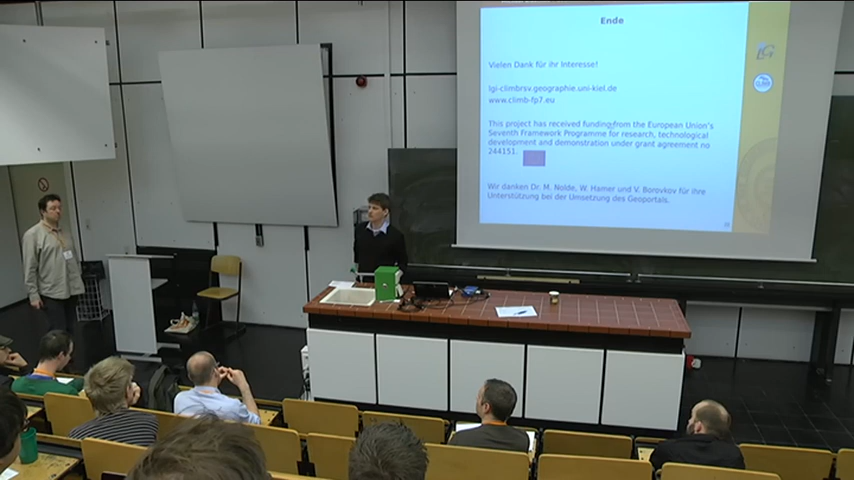 Ende
Vielen Dank für ihr Interesse!
lgi-climbrsv.geographie.uni-kiel.de
www.climb-fp7.eu
This project has received funding from the European Union's
Seventh Framework Programme for research, technological
development and demonstration under grant agreement no
244151.
Wir danken Dr. M. Nolde, W. Hamer und V. Borovkov für ihre
Unterstützung bei der Umsetzung des Geoportals.